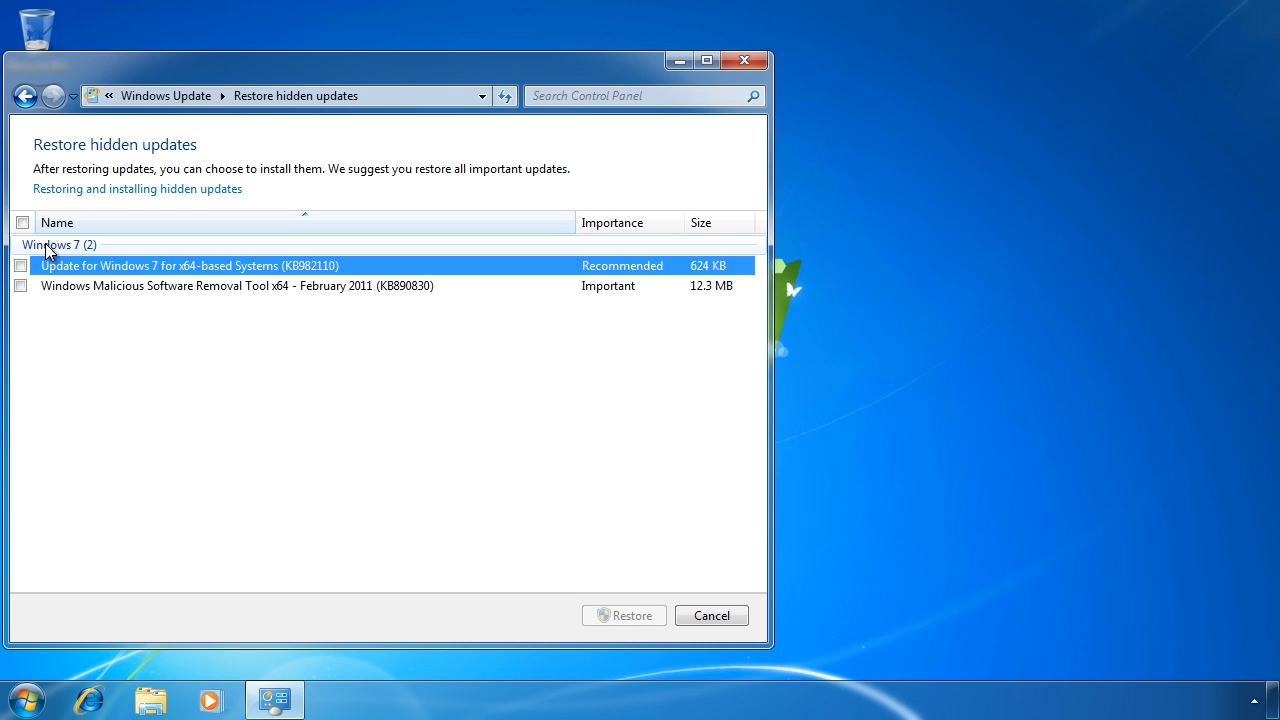 « Windows Update ▸ Restore hidden updates
Search Control Panel
Restore hidden updates
After restoring updates, you can choose to install them. We suggest you restore all important updates.
Restoring and installing hidden updates
Name Importance Size
Windows 7 (2)
Update for Windows 7 for x64-based Systems (KB982110) Recommended 624 KB
Windows Malicious Software Removal Tool x64 - February 2011 (KB890830) Important 12.3 MB
Restore Cancel